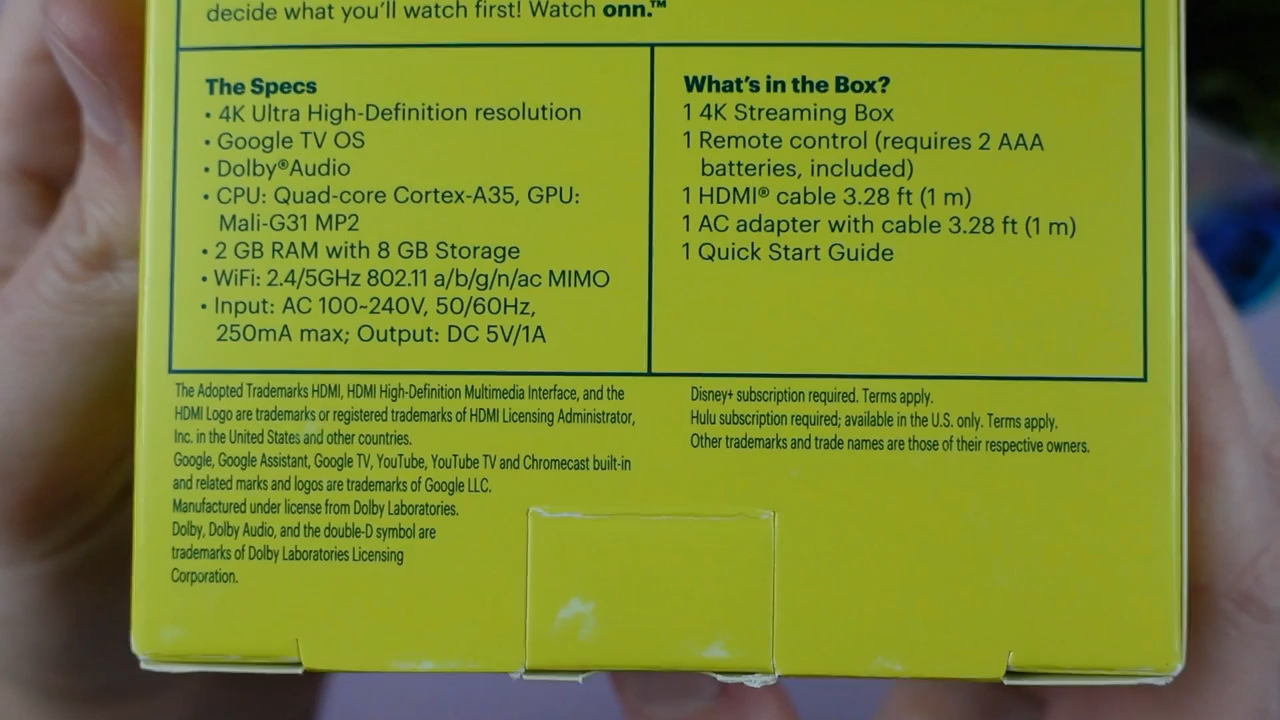 decide what you'll watch first! Watch onn.™
The Specs
• 4K Ultra High-Definition resolution
• Google TV OS
• Dolby®Audio
• CPU: Quad-core Cortex-A35, GPU:
Mali-G31 MP2
• 2 GB RAM with 8 GB Storage
• WiFi: 2.4/5GHz 802.11 a/b/g/n/ac MIMO
• Input: AC 100~240V, 50/60Hz,
250mA max; Output: DC 5V/1A
What's in the Box?
1 4K Streaming Box
1 Remote control (requires 2 AAA
batteries, included)
1 HDMI® cable 3.28 ft (1 m)
1 AC adapter with cable 3.28 ft (1 m)
1 Quick Start Guide
The Adopted Trademarks HDMI, HDMI High-Definition Multimedia Interface, and the
HDMI Logo are trademarks or registered trademarks of HDMI Licensing Administrator,
Inc. in the United States and other countries.
Google, Google Assistant, Google TV, YouTube, YouTube TV and Chromecast built-in
and related marks and logos are trademarks of Google LLC.
Manufactured under license from Dolby Laboratories.
Dolby, Dolby Audio, and the double-D symbol are
trademarks of Dolby Laboratories Licensing
Corporation.
Disney+ subscription required. Terms apply.
Hulu subscription required; available in the U.S. only. Terms apply.
Other trademarks and trade names are those of their respective owners.